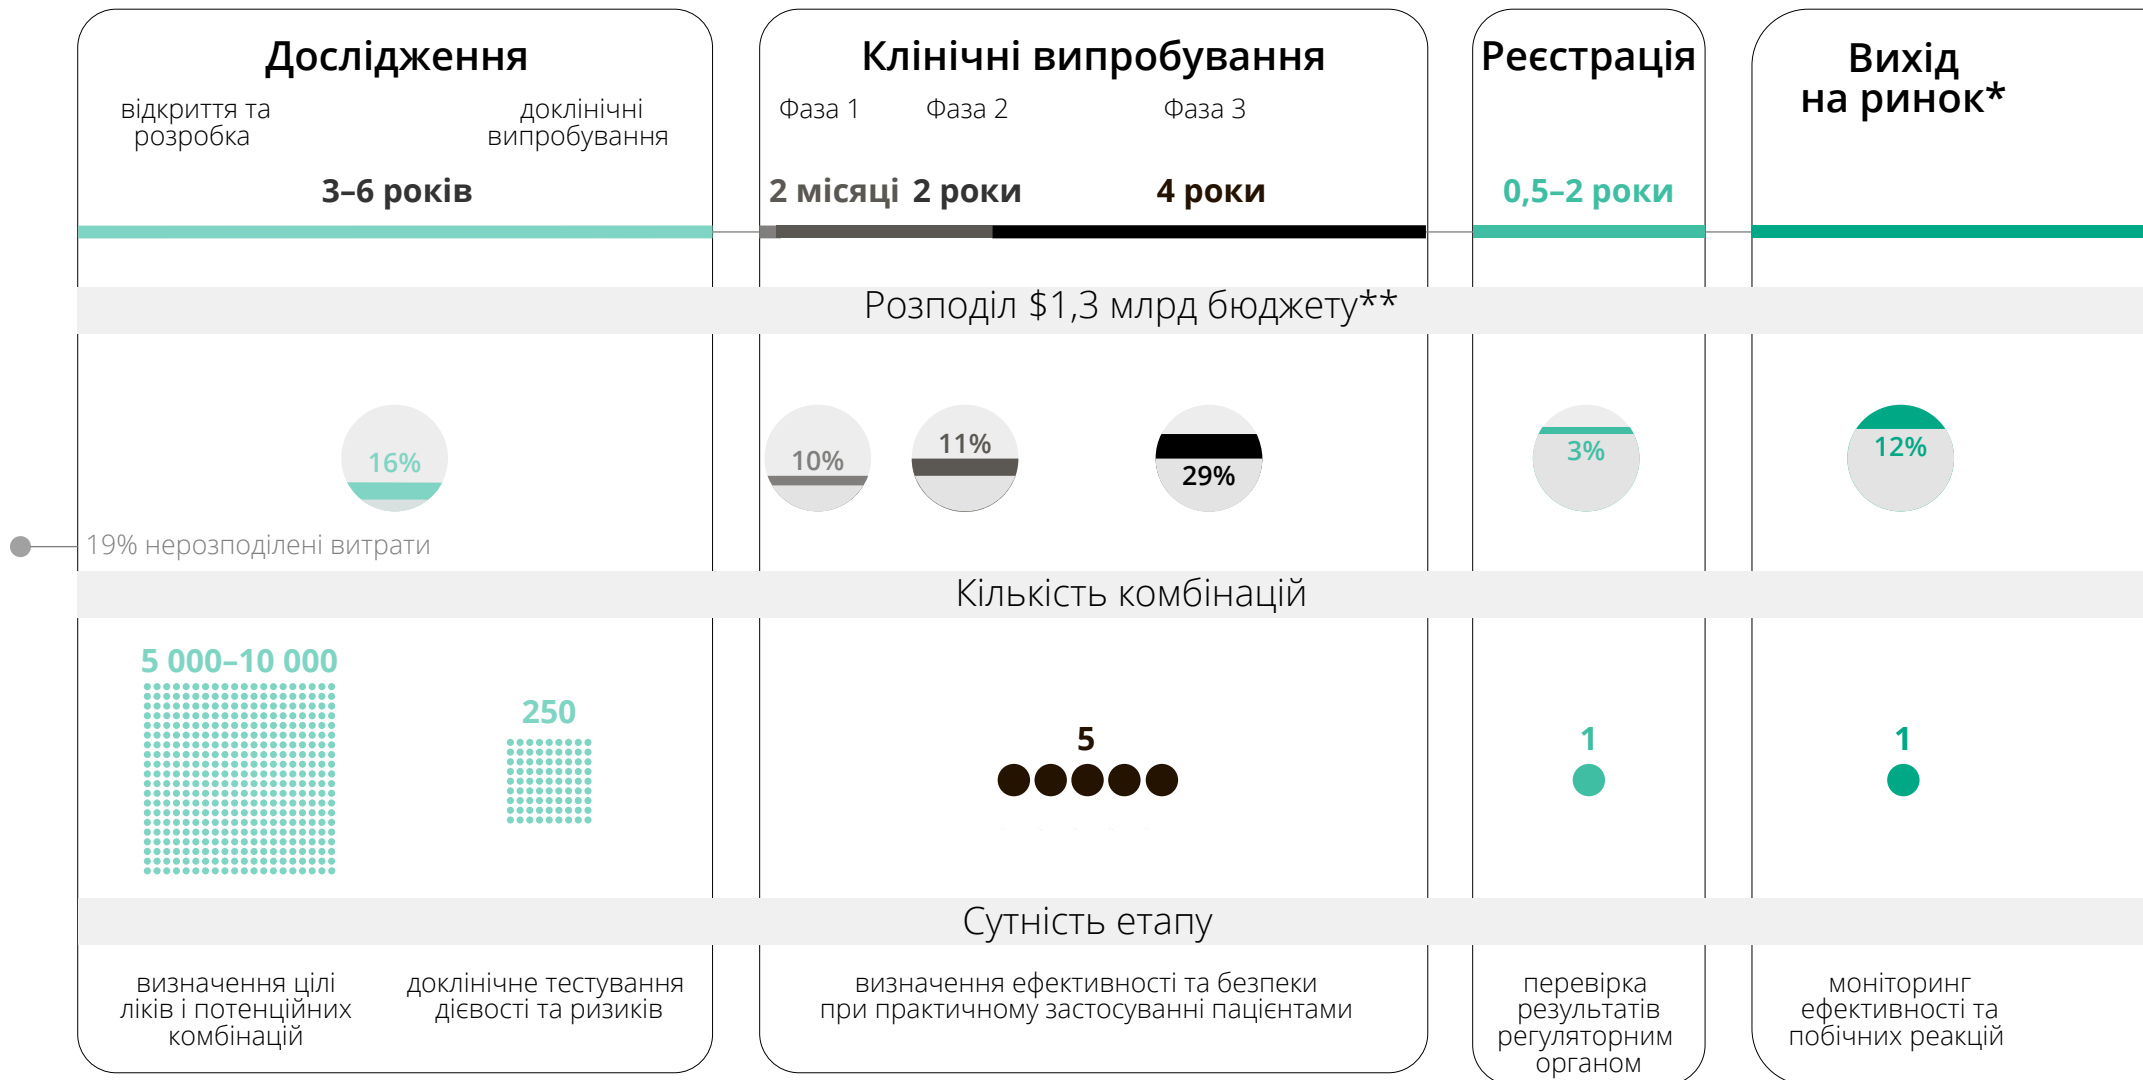 Дослідження
відкриття та
розробка
доклінічні
випробування
3–6 років
Клінічні випробування
Фаза 1
Фаза 2
Фаза 3
2 місяці
2 роки
4 роки
Реєстрація
0,5–2 роки
Вихід
на ринок*
Розподіл $1,3 млрд бюджету**
16%
10%
11%
29%
3%
12%
19% нерозподілені витрати
Кількість комбінацій
5 000–10 000
250
5
1
1
Сутність етапу
визначення цілі
ліків і потенційних
комбінацій
доклінічне тестування
дієвості та ризиків
визначення ефективності та безпеки
при практичному застосуванні пацієнтами
перевірка
результатів
регуляторним
органом
моніторинг
ефективності та
побічних реакцій